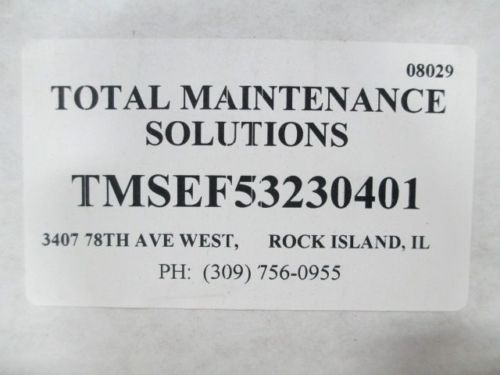 08029
TOTAL MAINTENANCE
SOLUTIONS
TMSEF53230401
3407 78TH AVE WEST, ROCK ISLAND, IL
PH: (309) 756-0955